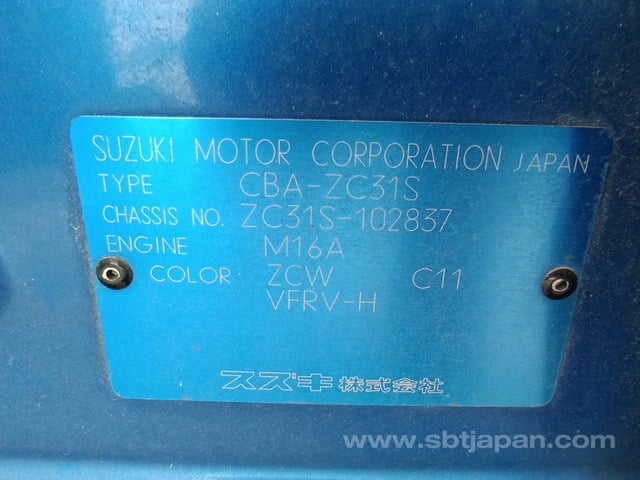 SUZUKI MOTOR CORPORATION JAPAN
TYPE CBA-ZC31S
CHASSIS NO. ZC31S-102837
ENGINE M16A
COLOR ZCW C11
VFRV-H
スズキ株式会社
www.sbtjapan.com